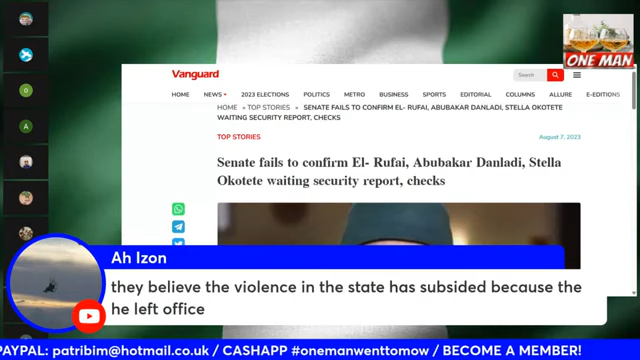 ONE MAN
Vanguard
Search
HOME NEWS 2023 ELECTIONS POLITICS METRO BUSINESS SPORTS EDITORIAL COLUMNS ALLURE E-EDITIONS
HOME » TOP STORIES » SENATE FAILS TO CONFIRM EL- RUFAI, ABUBAKAR DANLADI, STELLA OKOTETE
WAITING SECURITY REPORT, CHECKS
TOP STORIES
August 7, 2023
Senate fails to confirm El- Rufai, Abubakar Danladi, Stella
Okotete waiting security report, checks
Ah Izon
they believe the violence in the state has subsided because the
he left office
PAYPAL: patribim@hotmail.co.uk / CASHAPP #onemanwenttomow / BECOME A MEMBER!